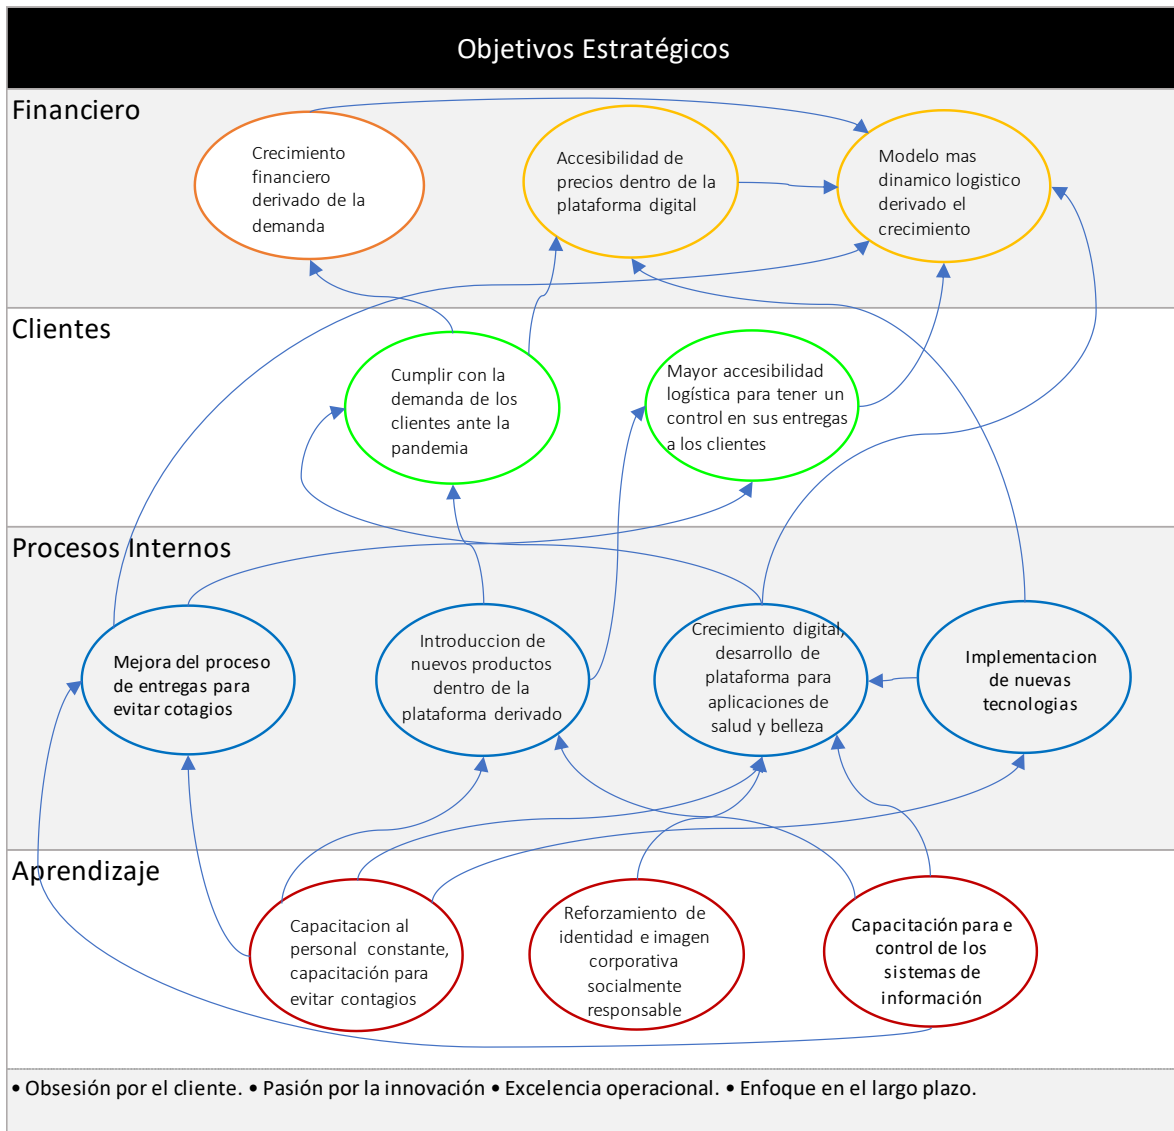 Objetivos Estratégicos
Financiero
Crecimiento
financiero
derivado de la
demanda
Accesibilidad de
precios dentro de la
plataforma digital
Modelo mas
dinamico logistico
derivado el
crecimiento
Clientes
Cumplir con la
demanda de los
clientes ante la
pandemia
Mayor accesibilidad
logística para tener un
control en sus entregas
a los clientes
Procesos Internos
Mejora del proceso
de entregas para
evitar cotagios
Introduccion de
nuevos productos
dentro de la
plataforma derivado
Crecimiento digital,
desarrollo de
plataforma para
aplicaciones de
salud y belleza
Implementacion
de nuevas
tecnologias
Aprendizaje
Capacitacion al
personal constante,
capacitación para
evitar contagios
Reforzamiento de
identidad e imagen
corporativa
socialmente
responsable
Capacitación para e
control de los
sistemas de
información
• Obsesión por el cliente. • Pasión por la innovación • Excelencia operacional. • Enfoque en el largo plazo.